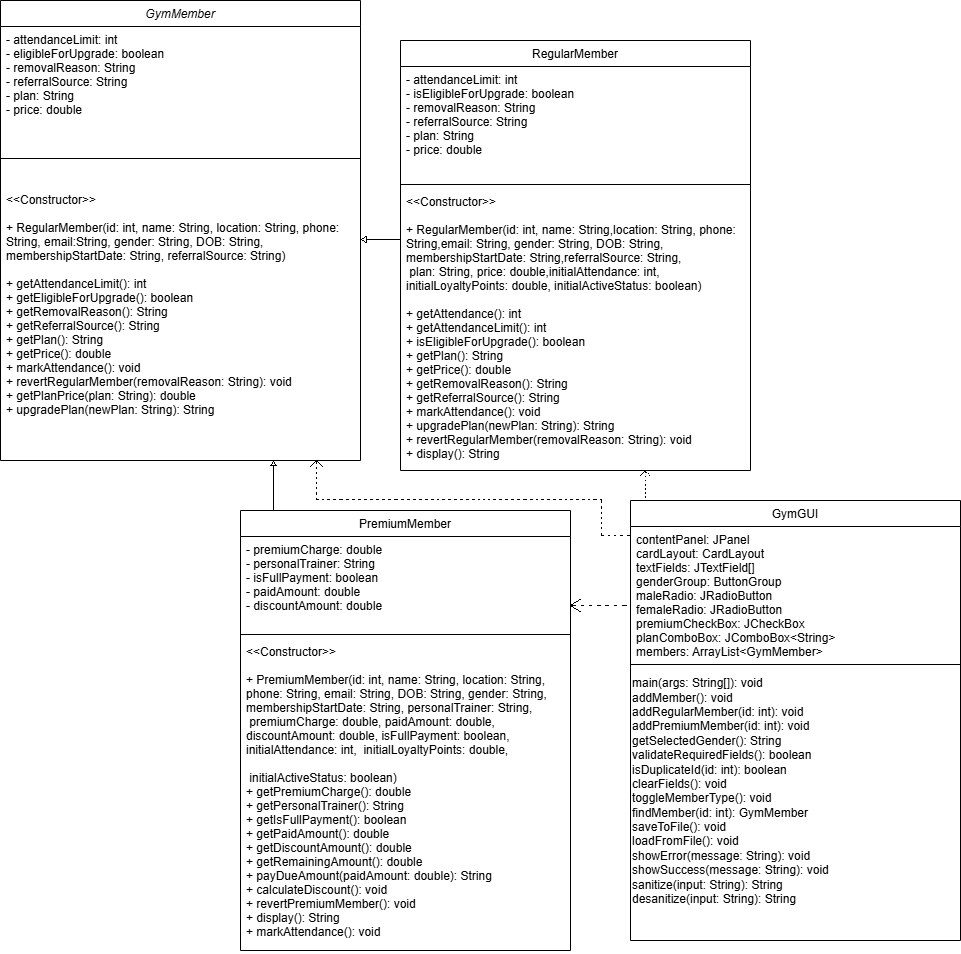 GymMember
- attendanceLimit: int
- eligibleForUpgrade: boolean
- removalReason: String
- referralSource: String
- plan: String
- price: double
<<Constructor>>
+ RegularMember(id: int, name: String, location: String, phone:
String, email:String, gender: String, DOB: String,
membershipStartDate: String, referralSource: String)
+ getAttendanceLimit(): int
+ getEligibleForUpgrade(): boolean
+ getRemovalReason(): String
+ getReferralSource(): String
+ getPlan(): String
+ getPrice(): double
+ markAttendance(): void
+ revertRegularMember(removalReason: String): void
+ getPlanPrice(plan: String): double
+ upgradePlan(newPlan: String): String
RegularMember
- attendanceLimit: int
- isEligibleForUpgrade: boolean
- removalReason: String
- referralSource: String
- plan: String
- price: double
<<Constructor>>
+ RegularMember(id: int, name: String,location: String, phone:
String,email: String, gender: String, DOB: String,
membershipStartDate: String,referralSource: String,
plan: String, price: double,initialAttendance: int,
initialLoyaltyPoints: double, initialActiveStatus: boolean)
+ getAttendance(): int
+ getAttendanceLimit(): int
+ isEligibleForUpgrade(): boolean
+ getPlan(): String
+ getPrice(): double
+ getRemovalReason(): String
+ getReferralSource(): String
+ markAttendance(): void
+ upgradePlan(newPlan: String): String
+ revertRegularMember(removalReason: String): void
+ display(): String
PremiumMember
- premiumCharge: double
- personalTrainer: String
- isFullPayment: boolean
- paidAmount: double
- discountAmount: double
<<Constructor>>
+ PremiumMember(id: int, name: String, location: String,
phone: String, email: String, DOB: String, gender: String,
membershipStartDate: String, personalTrainer: String,
premiumCharge: double, paidAmount: double,
discountAmount: double, isFullPayment: boolean,
initialAttendance: int, initialLoyaltyPoints: double,
initialActiveStatus: boolean)
+ getPremiumCharge(): double
+ getPersonalTrainer(): String
+ getIsFullPayment(): boolean
+ getPaidAmount(): double
+ getDiscountAmount(): double
+ getRemainingAmount(): double
+ payDueAmount(paidAmount: double): String
+ calculateDiscount(): void
+ revertPremiumMember(): void
+ display(): String
+ markAttendance(): void
GymGUI
contentPanel: JPanel
cardLayout: CardLayout
textFields: JTextField[]
genderGroup: ButtonGroup
maleRadio: JRadioButton
femaleRadio: JRadioButton
premiumCheckBox: JCheckBox
planComboBox: JComboBox<String>
members: ArrayList<GymMember>
main(args: String[]): void
addMember(): void
addRegularMember(id: int): void
addPremiumMember(id: int): void
getSelectedGender(): String
validateRequiredFields(): boolean
isDuplicateId(id: int): boolean
clearFields(): void
toggleMemberType(): void
findMember(id: int): GymMember
saveToFile(): void
loadFromFile(): void
showError(message: String): void
showSuccess(message: String): void
sanitize(input: String): String
desanitize(input: String): String